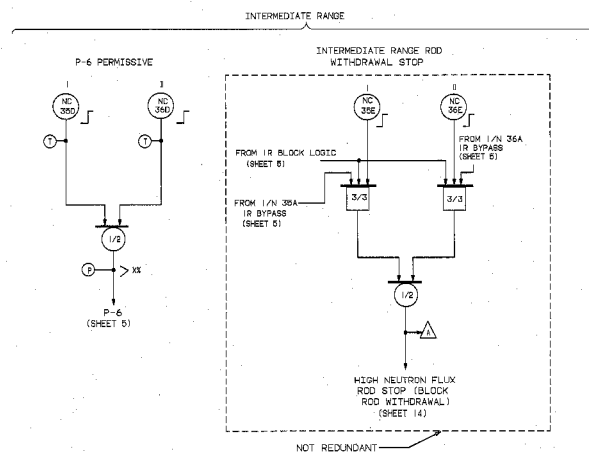 INTERMEDIATE RANGE
P-6 PERMISSIVE
I
II
NC
35D
NC
36D
T
T
1/2
P
> X%
P-6
(SHEET 5)
INTERMEDIATE RANGE ROD
WITHDRAWAL STOP
I
II
NC
35E
NC
36E
FROM I/N 36A
IR BYPASS
(SHEET 5)
FROM IR BLOCK LOGIC
(SHEET 5)
FROM I/N 35A
IR BYPASS
(SHEET 5)
3/3
3/3
1/2
A
HIGH NEUTRON FLUX
ROD STOP (BLOCK
ROD WITHDRAWAL)
(SHEET 14)
NOT REDUNDANT